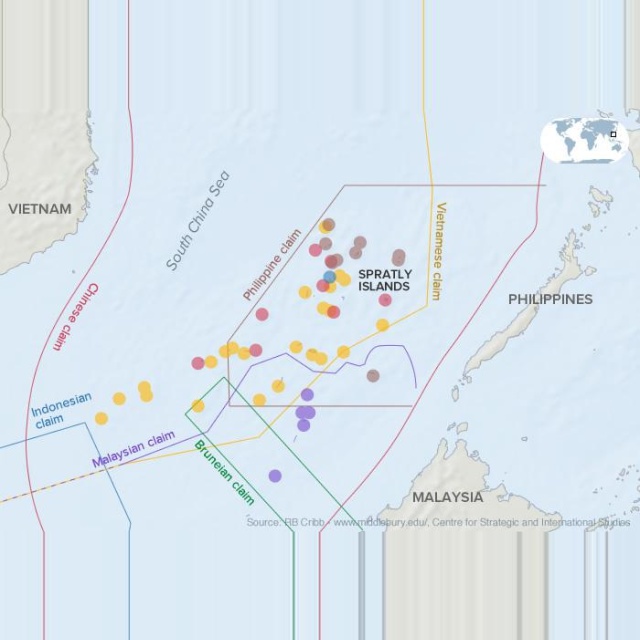 VIETNAM
South China Sea
Philippine claim
Vietnamese claim
SPRATLY
ISLANDS
PHILIPPINES
Chinese claim
Indonesian
claim
Malaysian claim
Bruneian claim
MALAYSIA
Source: RB Cribb - www.middlebury.edu/, Centre for Strategic and International Studies